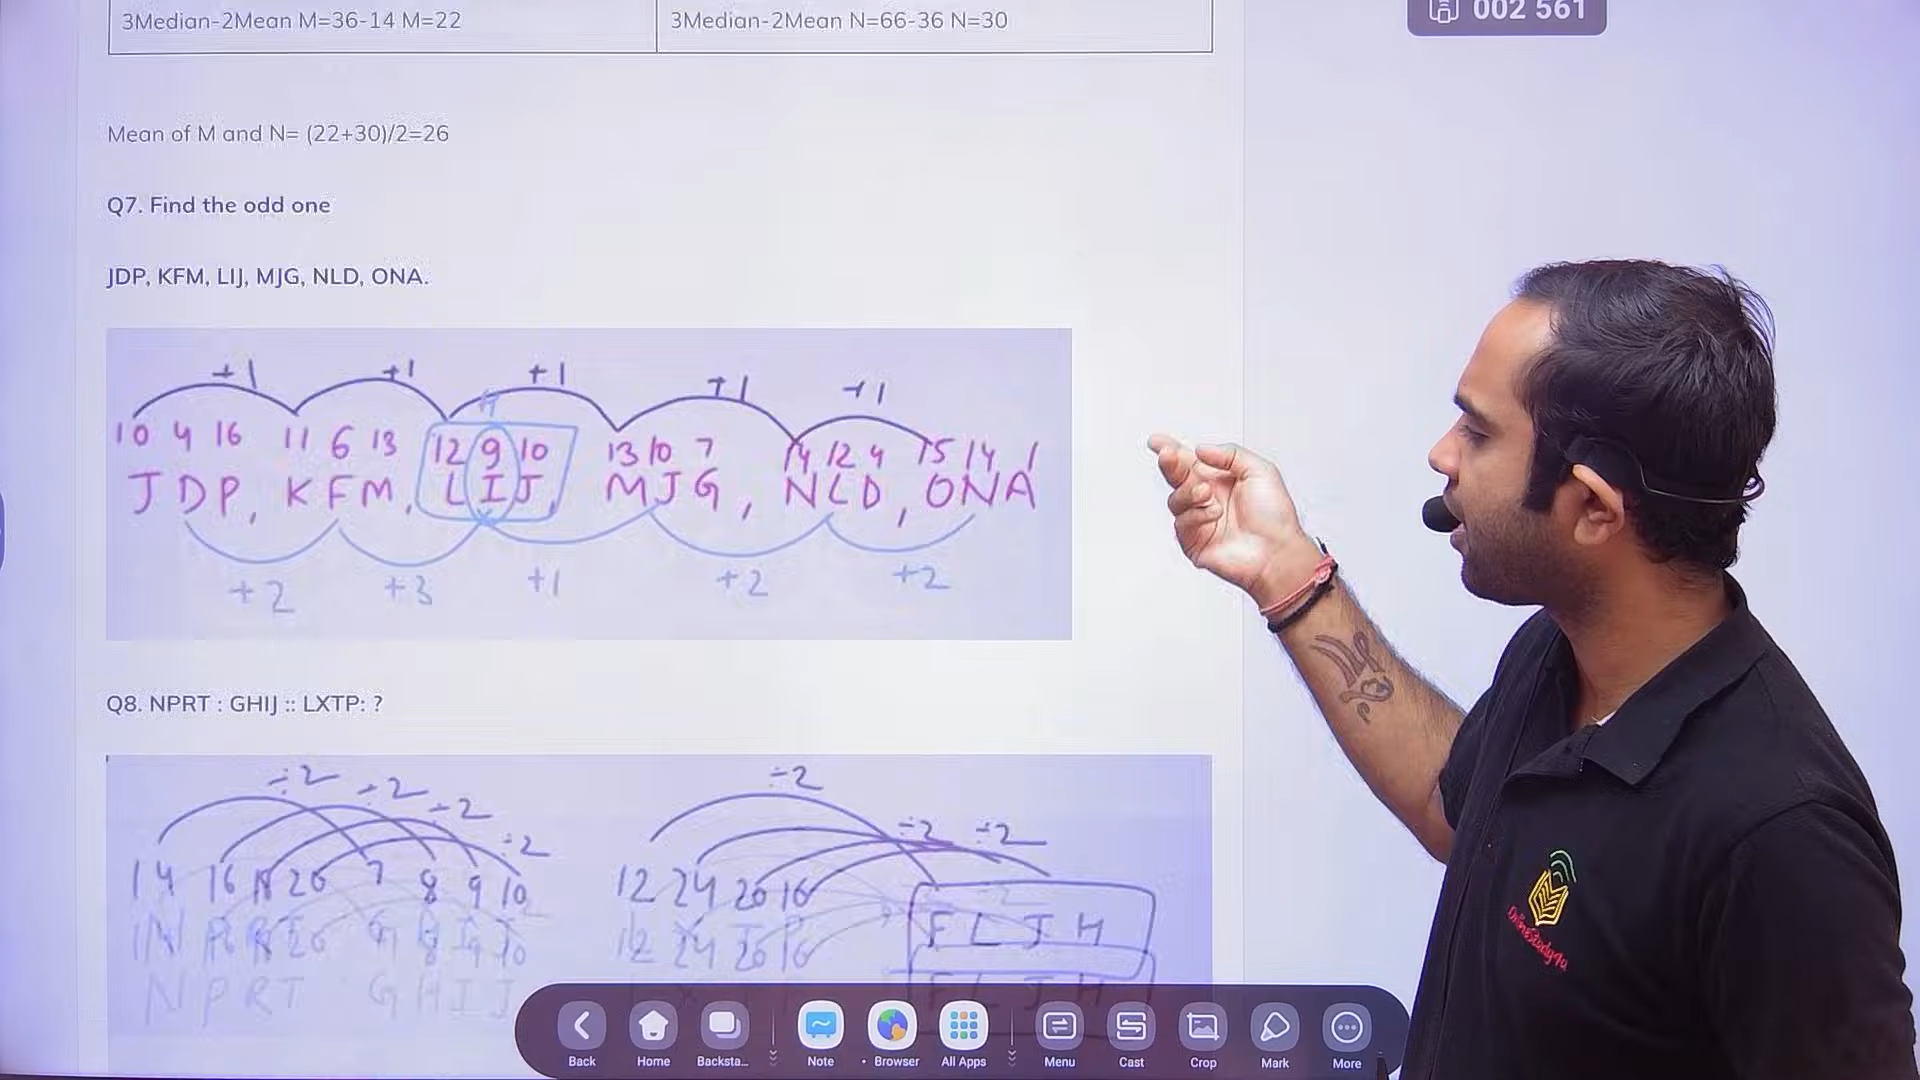 3Median-2Mean M=36-14 M=22
3Median-2Mean N=66-36 N=30
002 561
Mean of M and N= (22+30)/2=26
Q7. Find the odd one
JDP, KFM, LIJ, MJG, NLD, ONA.
+1 +1 +1 +1 +1
H
10 4 16 11 6 13 12 9 10 13 10 7 14 12 4 15 14 1
JDP, KFM, LIJ, MJG, NLD, ONA
+2 +3 +1 +2 +2
Q8. NPRT : GHIJ :: LXTP: ?
÷2 ÷2 ÷2 ÷2 ÷2 ÷2 ÷2
14 16 18 20 7 8 9 10 12 24 20 16
F L J H
N P R T G H I J
Onlinestudy4u
Back Home Backsta... Note Browser All Apps Menu Cast Crop Mark More